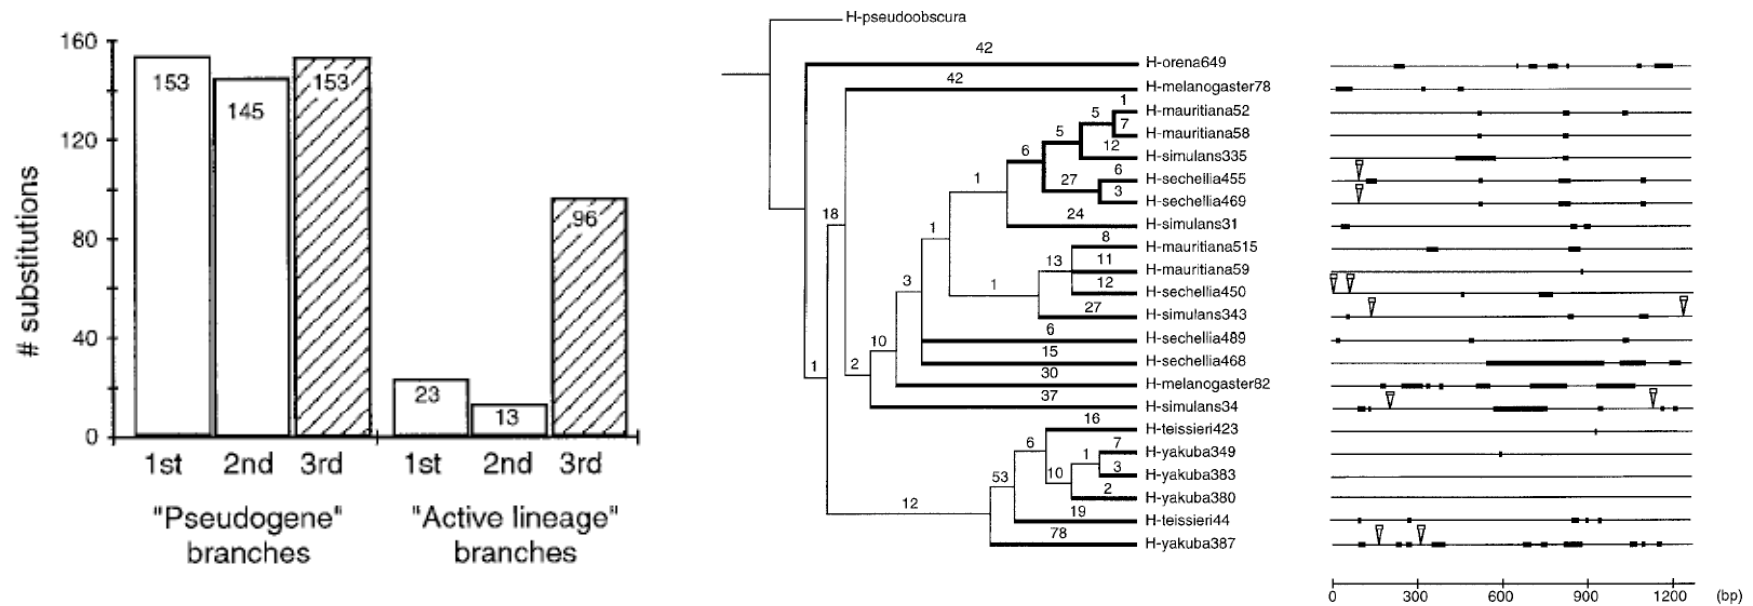 160
120
80
40
0
# substitutions
153
145
153
23
13
96
1st 2nd 3rd 1st 2nd 3rd
"Pseudogene" "Active lineage"
branches branches
H-pseudoobscura
42
H-orena649
42
H-melanogaster78
1
H-mauritiana52
5
7
H-mauritiana58
5
12
H-simulans335
6
6
H-sechellia455
27
3
H-sechellia469
1
24
H-simulans31
18
1
8
H-mauritiana515
13
11
H-mauritiana59
3
1
12
H-sechellia450
27
H-simulans343
10
6
H-sechellia489
1
2
15
H-sechellia468
30
H-melanogaster82
37
H-simulans34
16
H-teissieri423
6
1
7
H-yakuba349
53
10
3
H-yakuba383
2
H-yakuba380
12
19
H-teissieri44
78
H-yakuba387
0 300 600 900 1200 (bp)